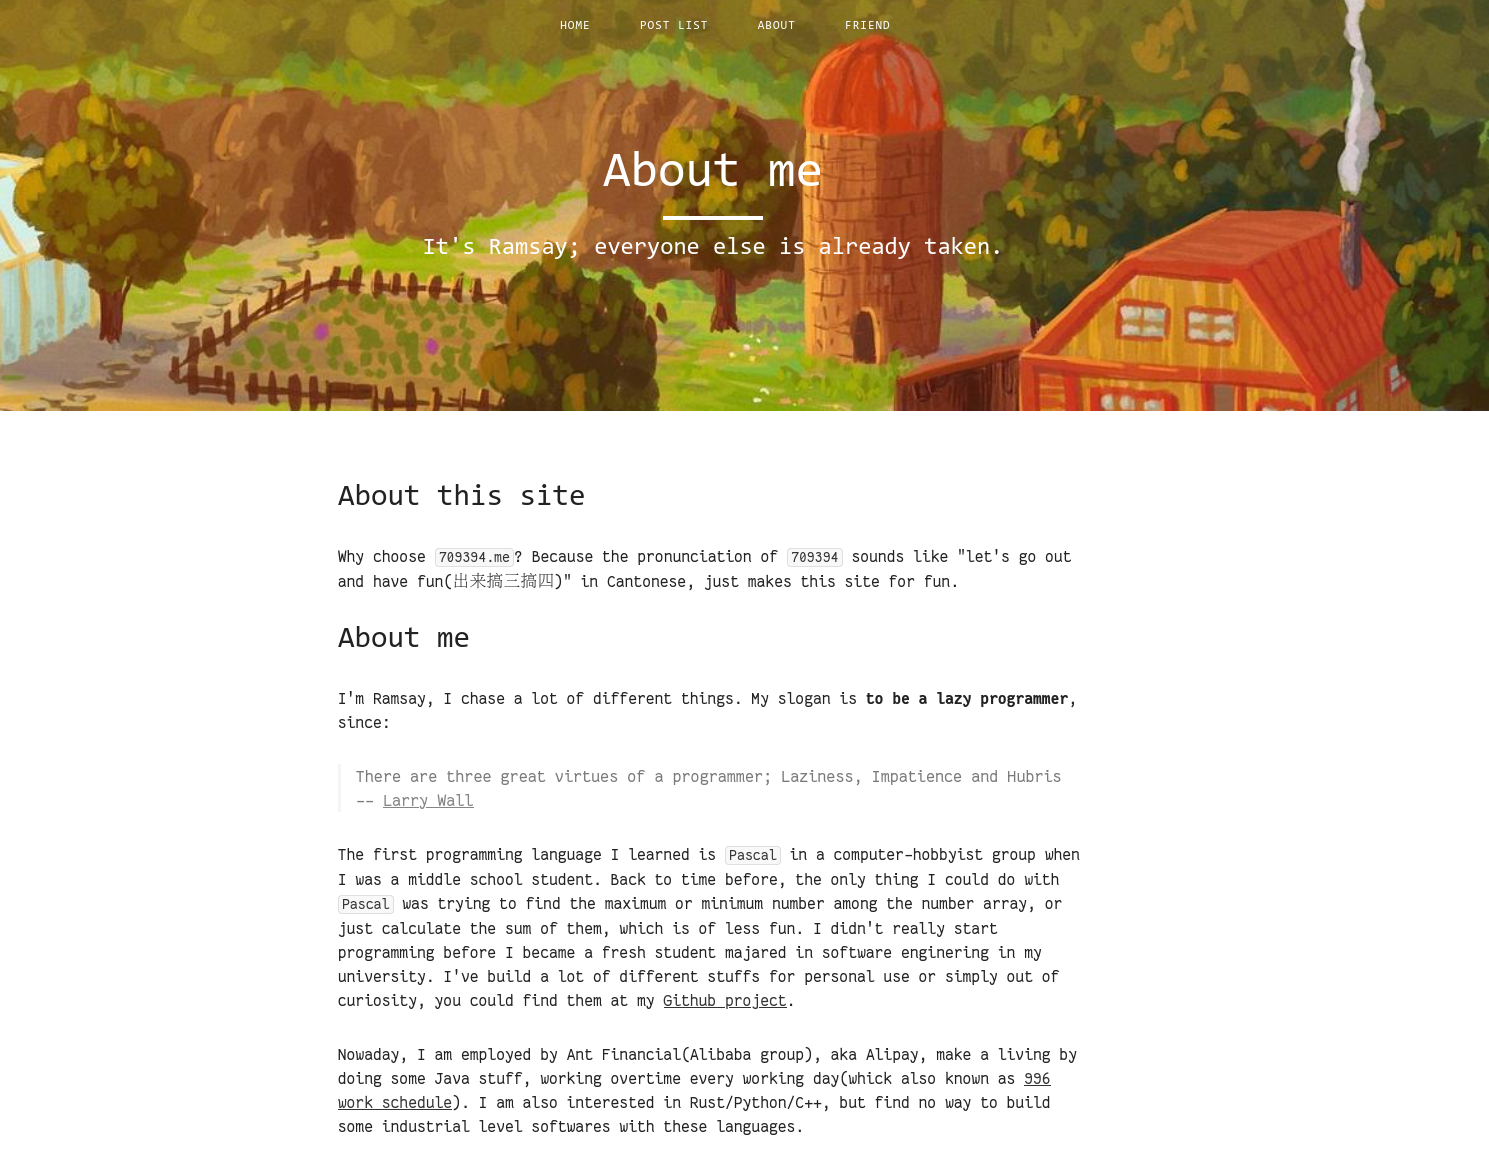 HOME POST LIST ABOUT FRIEND
About me
It's Ramsay; everyone else is already taken.
About this site
Why choose 709394.me? Because the pronunciation of 709394 sounds like "let's go out
and have fun(出来搞三搞四)" in Cantonese, just makes this site for fun.
About me
I'm Ramsay, I chase a lot of different things. My slogan is to be a lazy programmer,
since:
There are three great virtues of a programmer; Laziness, Impatience and Hubris
-- Larry Wall
The first programming language I learned is Pascal in a computer-hobbyist group when
I was a middle school student. Back to time before, the only thing I could do with
Pascal was trying to find the maximum or minimum number among the number array, or
just calculate the sum of them, which is of less fun. I didn't really start
programming before I became a fresh student majared in software enginering in my
university. I've build a lot of different stuffs for personal use or simply out of
curiosity, you could find them at my Github project.
Nowaday, I am employed by Ant Financial(Alibaba group), aka Alipay, make a living by
doing some Java stuff, working overtime every working day(whick also known as 996
work schedule). I am also interested in Rust/Python/C++, but find no way to build
some industrial level softwares with these languages.